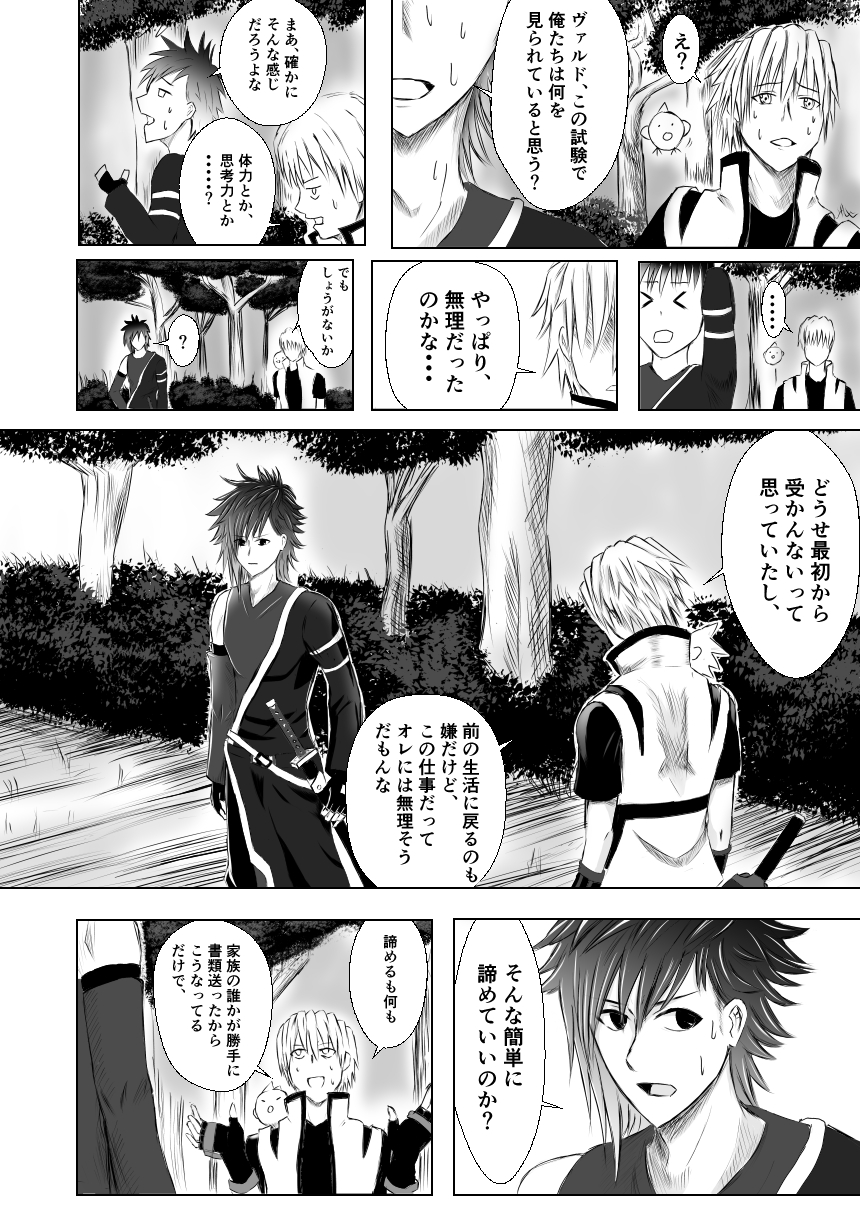 ヴァルド、この試験で
俺たちは何を
見られていると思う?
え?
体力とか、
思考力とか
・・・・?
まあ、確かに
そんな感じ
だろうよな
・・・・
やっぱり、
無理だった
のかな・・・
でも
しょうがないか
?
どうせ最初から
受かんないって
思っていたし、
前の生活に戻るのも
嫌だけど、
この仕事だって
オレには無理そう
だもんな
そんな簡単に
諦めていいのか?
諦めるも何も
家族の誰かが勝手に
書類送ったから
こうなってる
だけで、